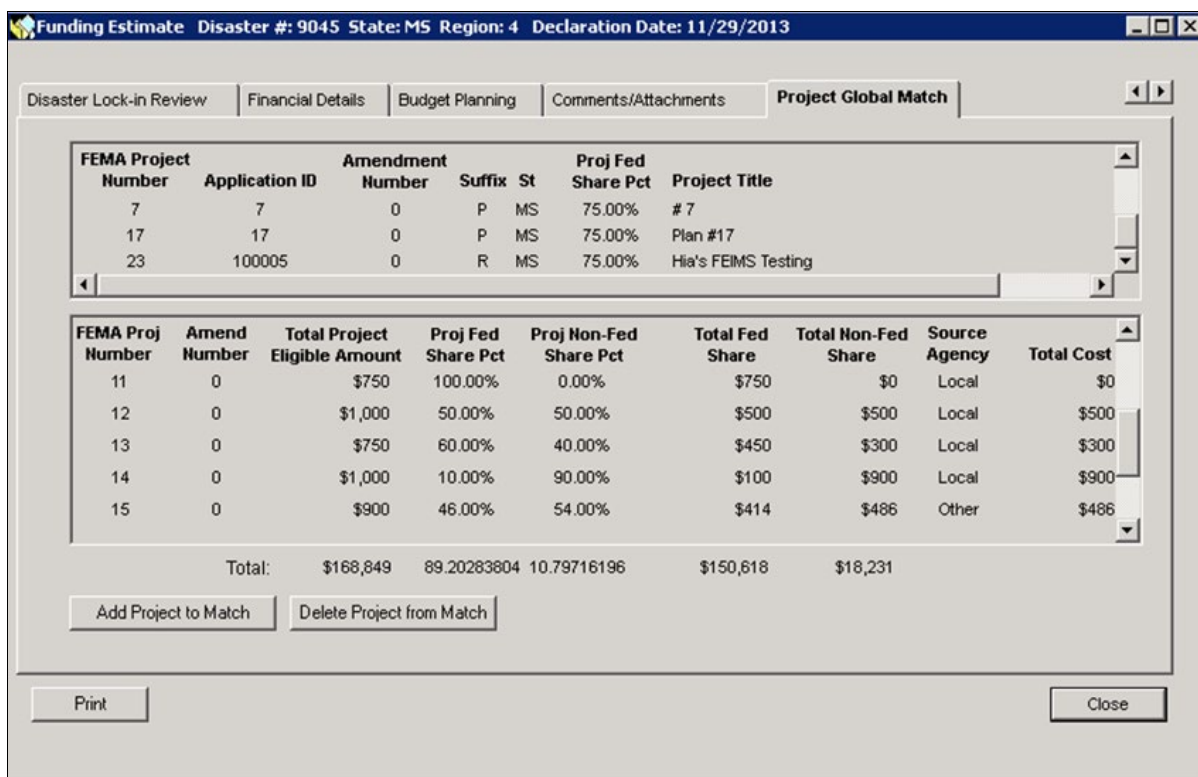 Funding Estimate Disaster #: 9045 State: MS Region: 4 Declaration Date: 11/29/2013
Disaster Lock-in Review Financial Details Budget Planning Comments/Attachments Project Global Match
FEMA Project Amendment Proj Fed
Number Application ID Number Suffix St Share Pct Project Title
7 7 0 P MS 75.00% # 7
17 17 0 P MS 75.00% Plan #17
23 100005 0 R MS 75.00% Hia's FEIMS Testing
FEMA Proj Amend Total Project Proj Fed Proj Non-Fed Total Fed Total Non-Fed Source
Number Number Eligible Amount Share Pct Share Pct Share Share Agency Total Cost
11 0 $750 100.00% 0.00% $750 $0 Local $0
12 0 $1,000 50.00% 50.00% $500 $500 Local $500
13 0 $750 60.00% 40.00% $450 $300 Local $300
14 0 $1,000 10.00% 90.00% $100 $900 Local $900
15 0 $900 46.00% 54.00% $414 $486 Other $486
Total: $168,849 89.20283804 10.79716196 $150,618 $18,231
Add Project to Match Delete Project from Match
Print Close